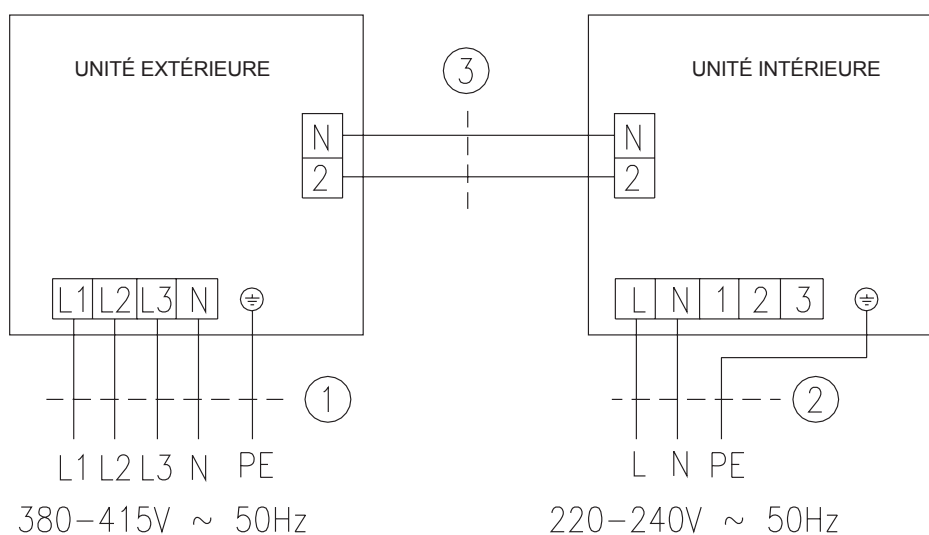 UNITÉ EXTÉRIEURE
3
UNITÉ INTÉRIEURE
N
2
N
2
L1 L2 L3 N
L N 1 2 3
1
2
L1 L2 L3 N PE
L N PE
380-415V ~ 50Hz
220-240V ~ 50Hz